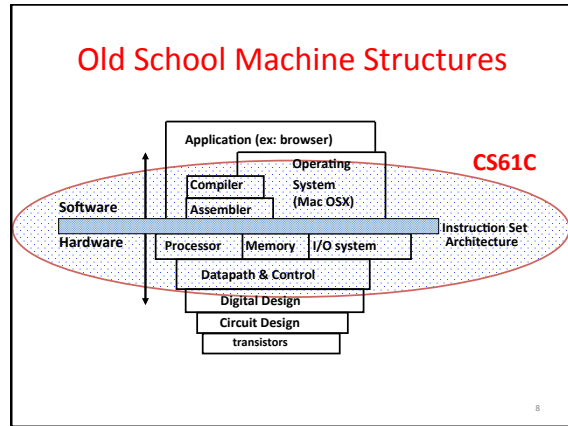 Old School Machine Structures
Application (ex: browser)
Operating
System
(Mac OSX)
CS61C
Compiler
Assembler
Software
Hardware
Instruction Set
Architecture
Processor
Memory
I/O system
Datapath & Control
Digital Design
Circuit Design
transistors
8